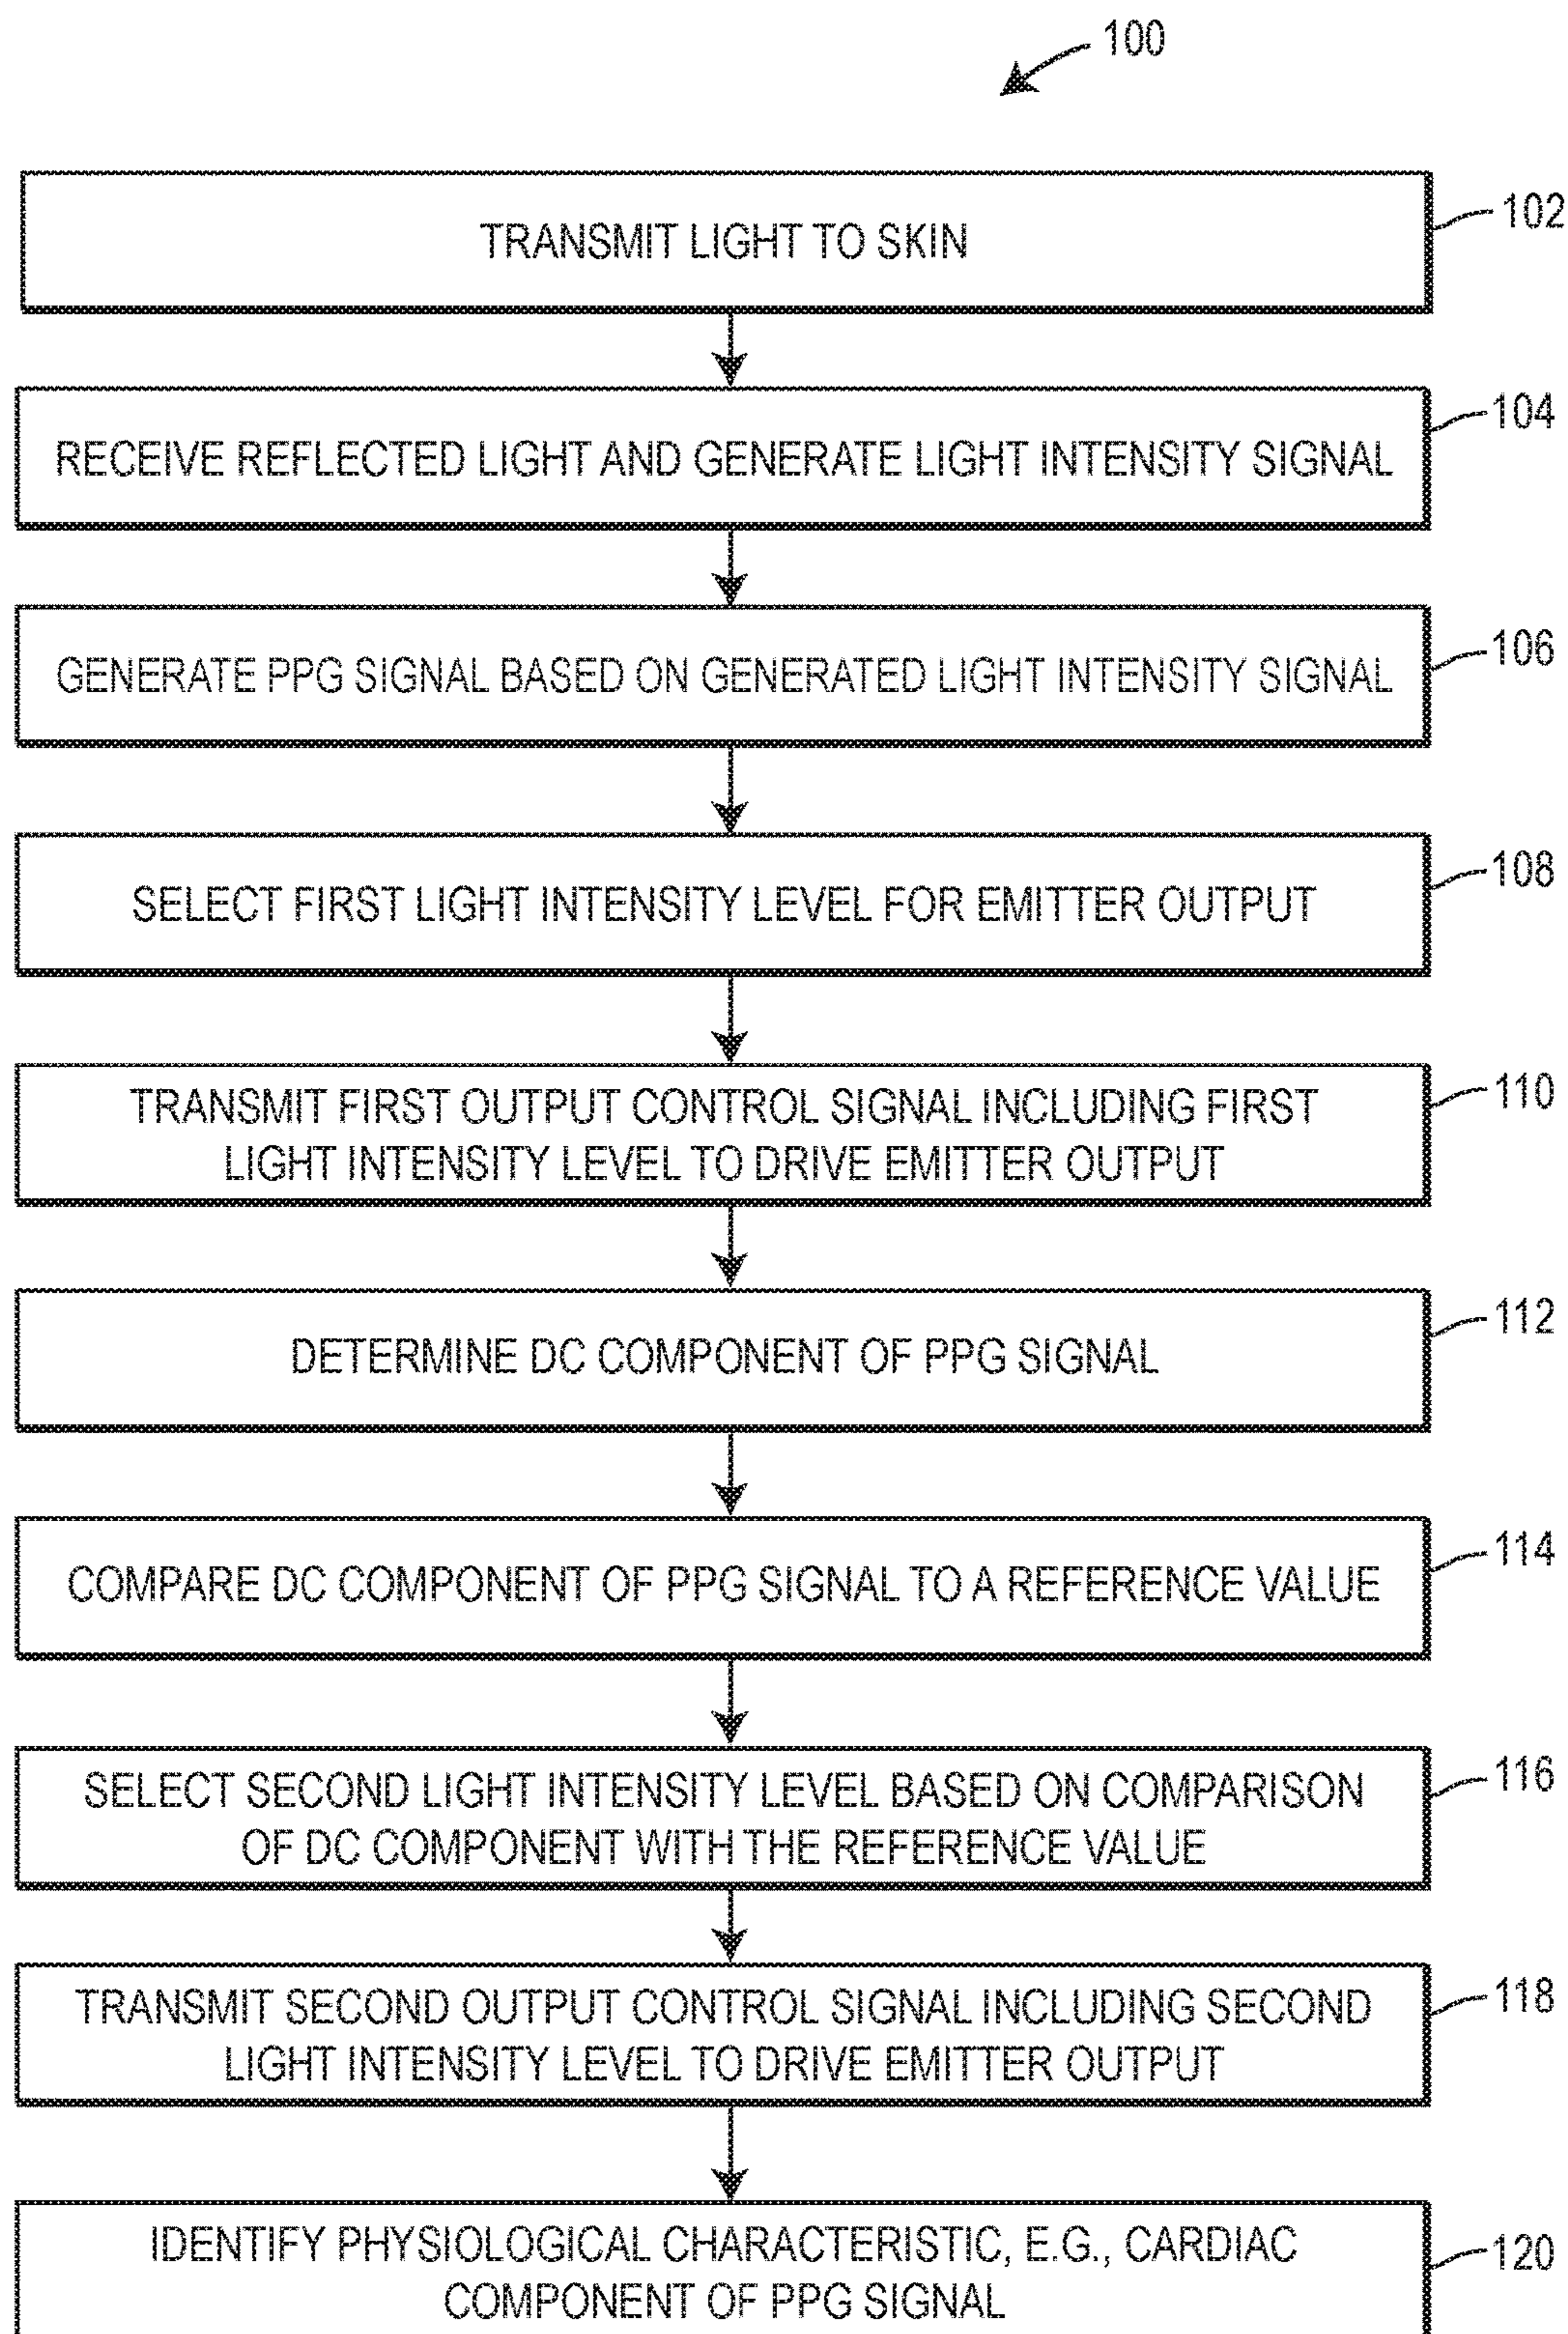 100
TRANSMIT LIGHT TO SKIN
102
RECEIVE REFLECTED LIGHT AND GENERATE LIGHT INTENSITY SIGNAL
104
GENERATE PPG SIGNAL BASED ON GENERATED LIGHT INTENSITY SIGNAL
106
SELECT FIRST LIGHT INTENSITY LEVEL FOR EMITTER OUTPUT
108
TRANSMIT FIRST OUTPUT CONTROL SIGNAL INCLUDING FIRST
LIGHT INTENSITY LEVEL TO DRIVE EMITTER OUTPUT
110
DETERMINE DC COMPONENT OF PPG SIGNAL
112
COMPARE DC COMPONENT OF PPG SIGNAL TO A REFERENCE VALUE
114
SELECT SECOND LIGHT INTENSITY LEVEL BASED ON COMPARISON
OF DC COMPONENT WITH THE REFERENCE VALUE
116
TRANSMIT SECOND OUTPUT CONTROL SIGNAL INCLUDING SECOND
LIGHT INTENSITY LEVEL TO DRIVE EMITTER OUTPUT
118
IDENTIFY PHYSIOLOGICAL CHARACTERISTIC, E.G., CARDIAC
COMPONENT OF PPG SIGNAL
120